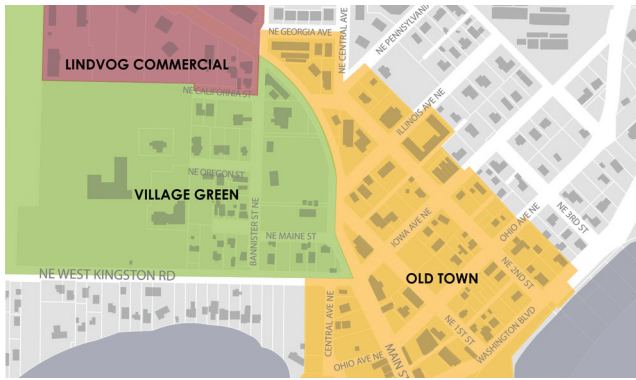 NE GEORGIA AVE
NE CENTRAL AVE
NE PENNSYLVANIA
LINDVOG COMMERCIAL
NE CALIFORNIA ST
ILLINOIS AVE NE
NE OREGON ST
VILLAGE GREEN
BANNISTER ST NE
NE MAINE ST
IOWA AVE NE
OHIO AVE NE
NE 3RD ST
NE WEST KINGSTON RD
OLD TOWN
NE 2ND ST
CENTRAL AVE NE
NE 1ST ST
WASHINGTON BLVD
OHIO AVE NE
MAIN ST